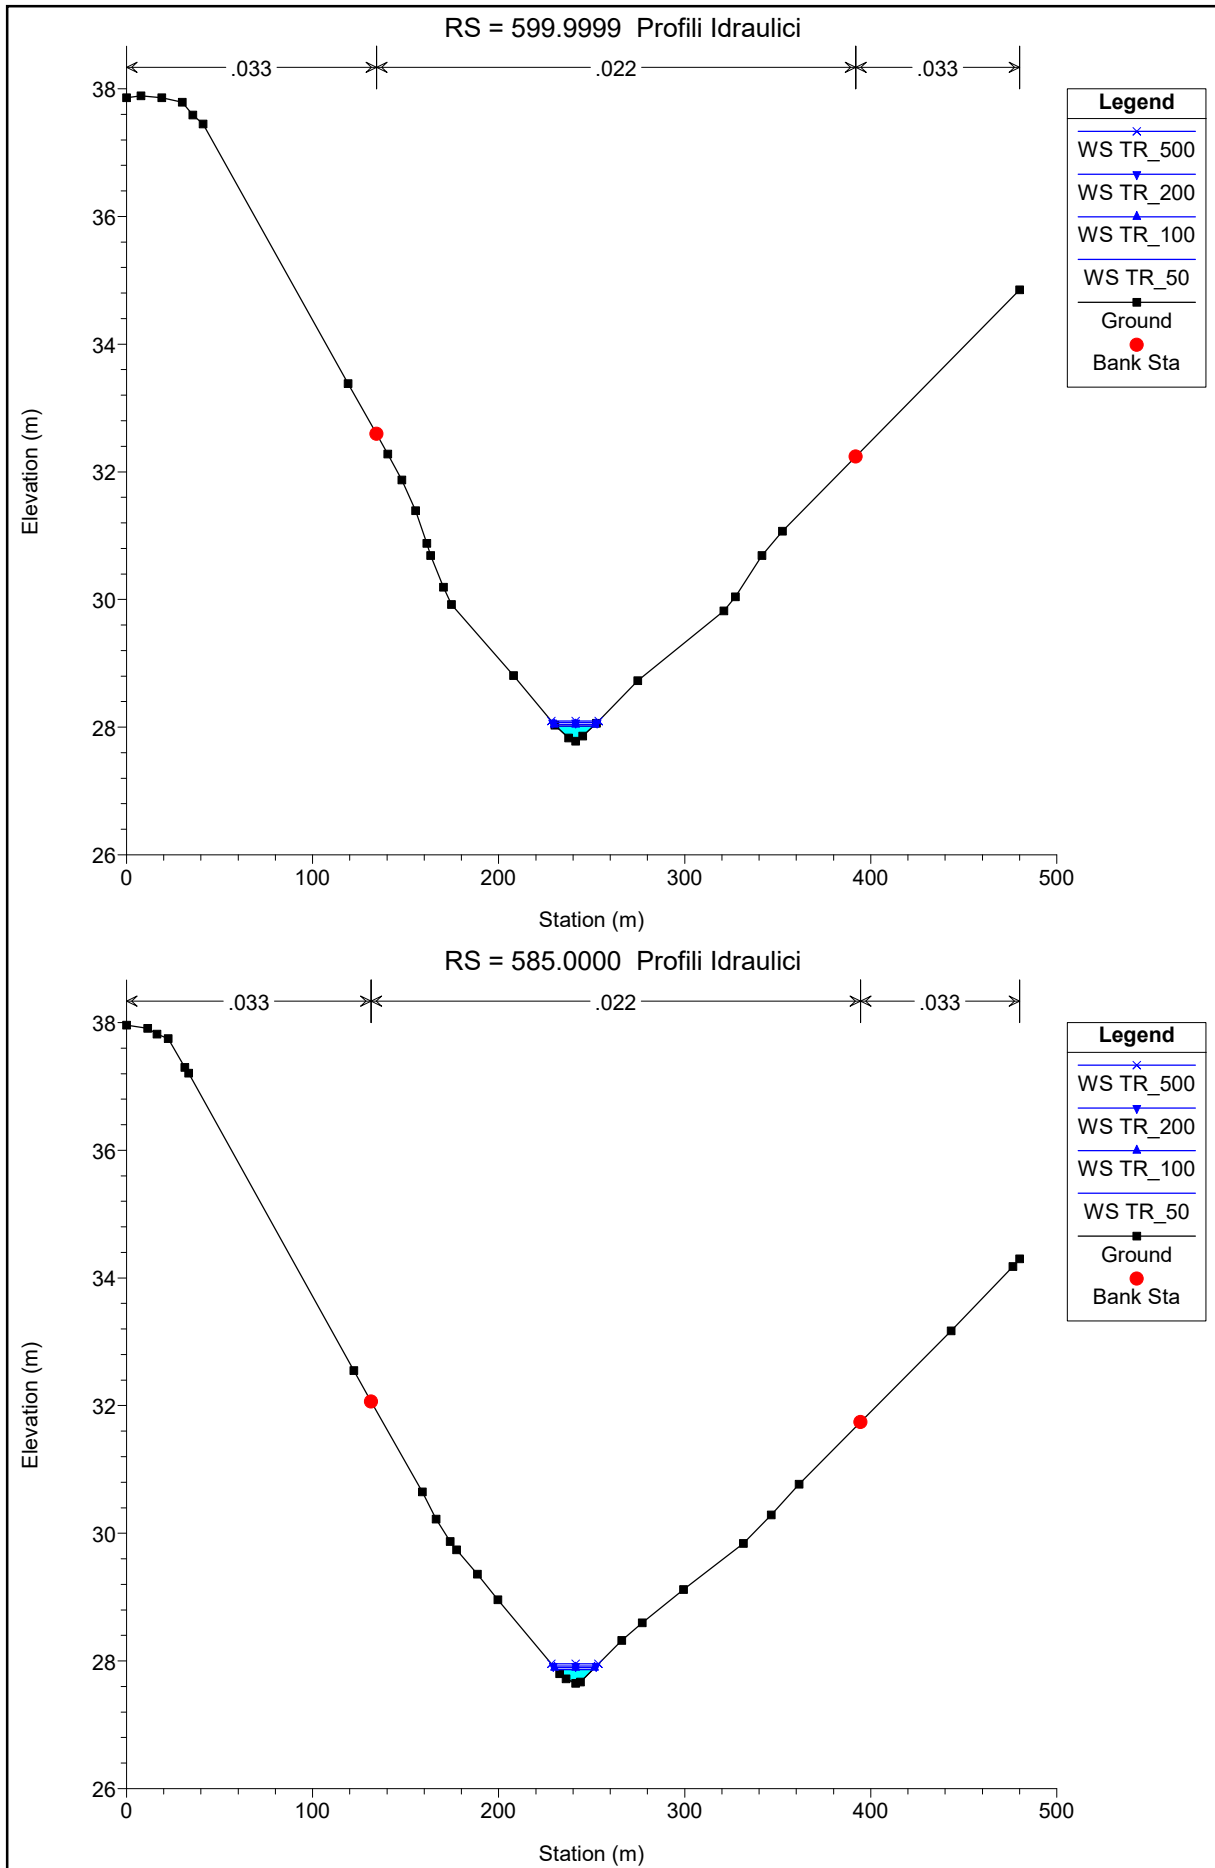 RS = 599.9999 Profili Idraulici
.033 .022 .033
38
36
34
32
30
28
26
Elevation (m)
0 100 200 300 400 500
Station (m)
Legend
WS TR_500
WS TR_200
WS TR_100
WS TR_50
Ground
Bank Sta
RS = 585.0000 Profili Idraulici
.033 .022 .033
38
36
34
32
30
28
26
Elevation (m)
0 100 200 300 400 500
Station (m)
Legend
WS TR_500
WS TR_200
WS TR_100
WS TR_50
Ground
Bank Sta